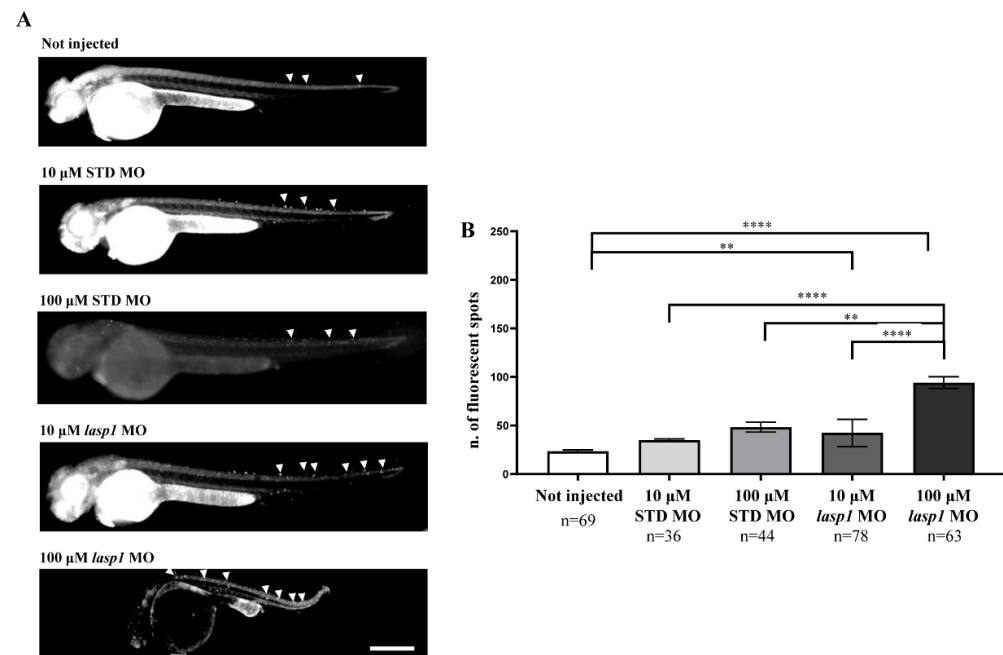 A
Not injected
10 μM STD MO
100 μM STD MO
10 μM lasp1 MO
100 μM lasp1 MO
B
n. of fluorescent spots
250
200
150
100
50
0
****
**
****
**
****
Not injected
n=69
10 μM
STD MO
n=36
100 μM
STD MO
n=44
10 μM
lasp1 MO
n=78
100 μM
lasp1 MO
n=63